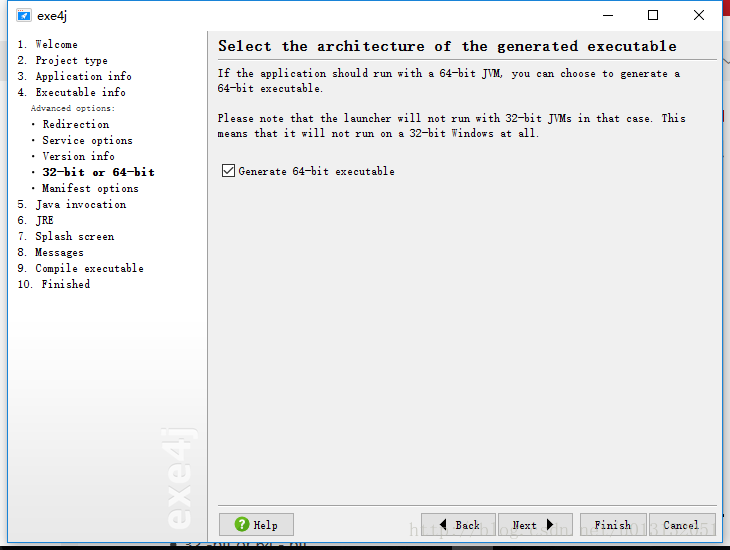 exe4j
1. Welcome
2. Project type
3. Application info
4. Executable info
Advanced options:
· Redirection
· Service options
· Version info
· 32-bit or 64-bit
· Manifest options
5. Java invocation
6. JRE
7. Splash screen
8. Messages
9. Compile executable
10. Finished
exe4j
Select the architecture of the generated executable
If the application should run with a 64-bit JVM, you can choose to generate a
64-bit executable.
Please note that the launcher will not run with 32-bit JVMs in that case. This
means that it will not run on a 32-bit Windows at all.
Generate 64-bit executable
Help
Back
Next
Finish
Cancel